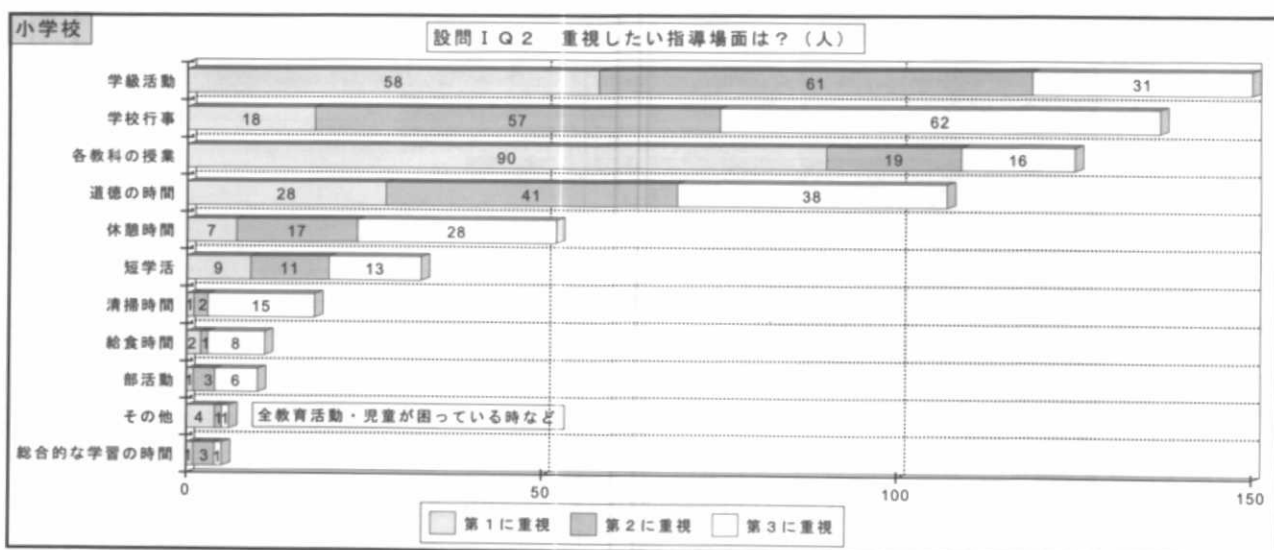 小学校
設問ⅠQ2 重視したい指導場面は?(人)
学級活動 58 61 31
学校行事 18 57 62
各教科の授業 90 19 16
道徳の時間 28 41 38
休憩時間 7 17 28
短学活 9 11 13
清掃時間 1 2 15
給食時間 2 1 8
部活動 1 3 6
その他 4 1 1 全教育活動・児童が困っている時など
総合的な学習の時間 1 3 1
0 50 100 150
第1に重視 第2に重視 第3に重視